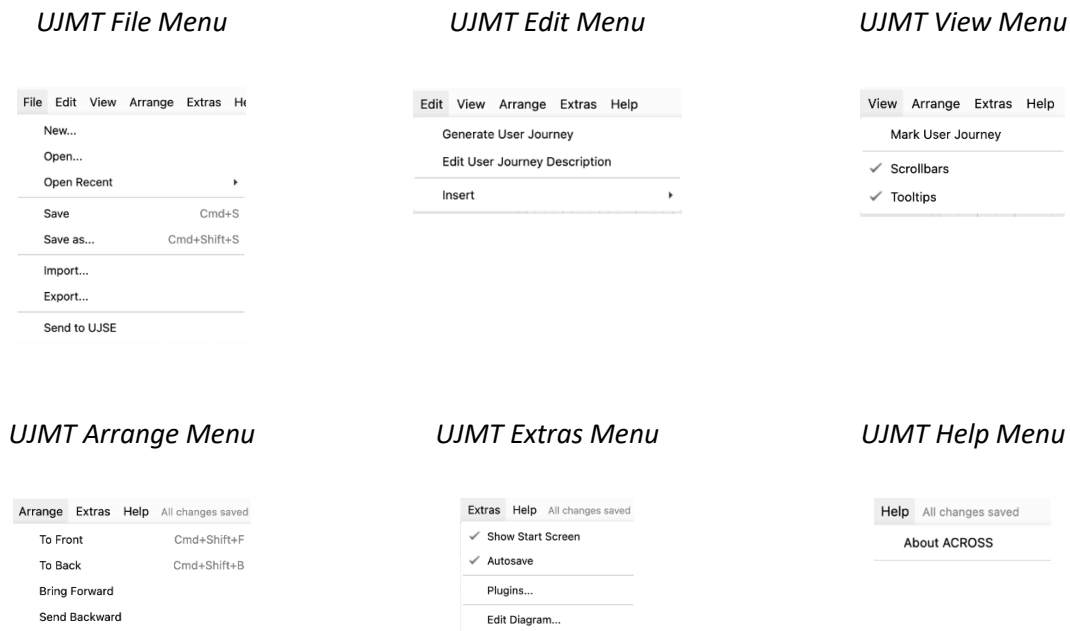 UJMT File Menu
File Edit View Arrange Extras
New...
Open...
Open Recent
Save Cmd+S
Save as... Cmd+Shift+S
Import...
Export...
Send to UJSE
UJMT Edit Menu
Edit View Arrange Extras Help
Generate User Journey
Edit User Journey Description
Insert
UJMT View Menu
View Arrange Extras Help
Mark User Journey
Scrollbars
Tooltips
UJMT Arrange Menu
Arrange Extras Help All changes saved
To Front Cmd+Shift+F
To Back Cmd+Shift+B
Bring Forward
Send Backward
UJMT Extras Menu
Extras Help All changes saved
Show Start Screen
Autosave
Plugins...
Edit Diagram...
UJMT Help Menu
Help All changes saved
About ACROSS